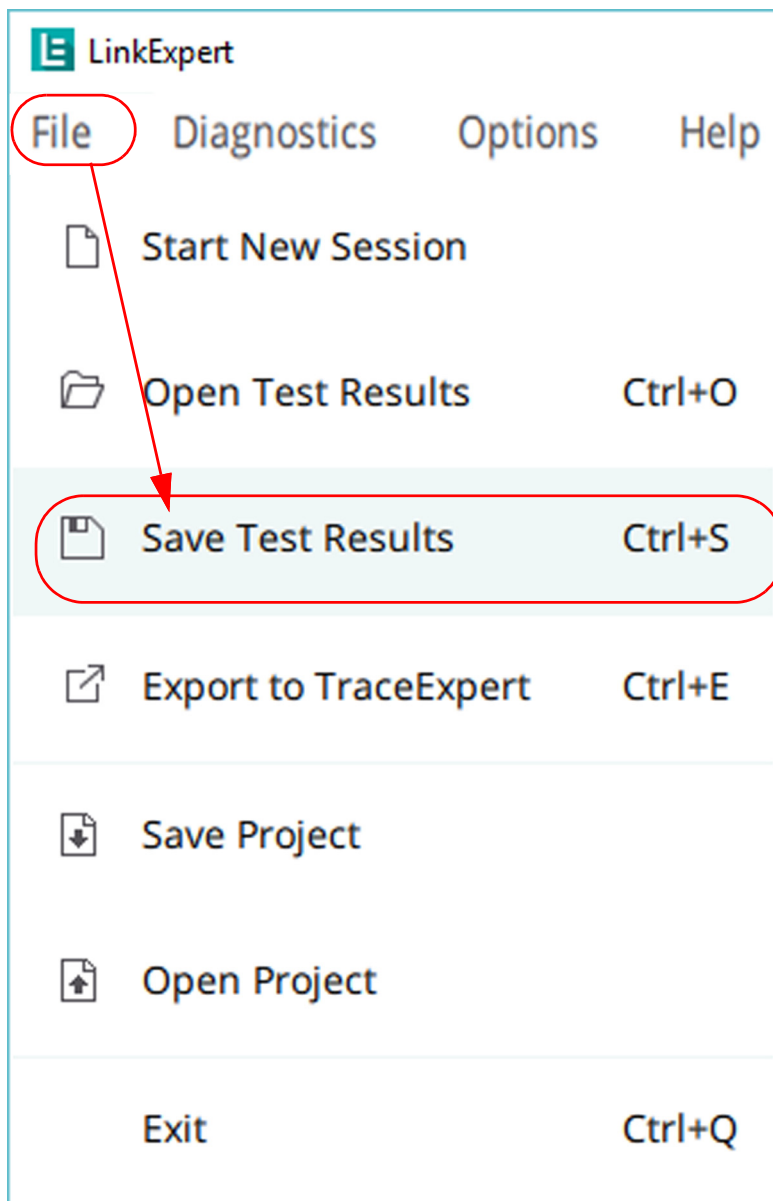 LE LinkExpert
File Diagnostics Options Help
Start New Session
Open Test Results Ctrl+O
Save Test Results Ctrl+S
Export to TraceExpert Ctrl+E
Save Project
Open Project
Exit Ctrl+Q